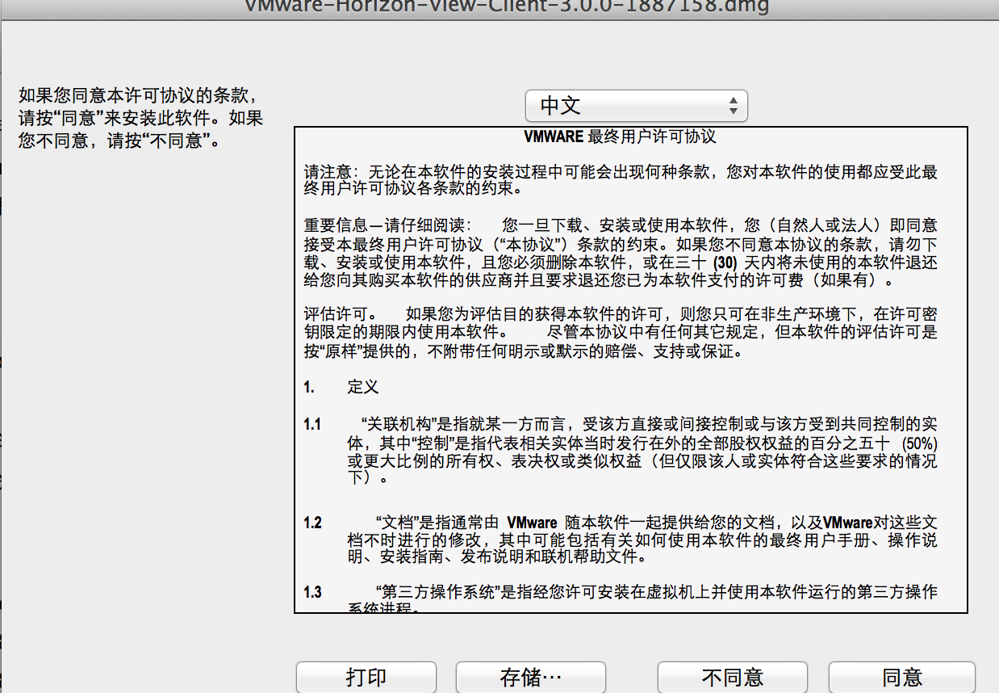 VMware-Horizon-View-Client-3.0.0-1887158.dmg
如果您同意本许可协议的条款，
请按“同意”来安装此软件。如果
您不同意，请按“不同意”。
中文
VMWARE 最终用户许可协议
请注意：无论在本软件的安装过程中可能会出现何种条款，您对本软件的使用都应受此最
终用户许可协议各条款的约束。
重要信息—请仔细阅读： 您一旦下载、安装或使用本软件，您（自然人或法人）即同意
接受本最终用户许可协议（“本协议”）条款的约束。如果您不同意本协议的条款，请勿下
载、安装或使用本软件，且您必须删除本软件，或在三十 (30) 天内将未使用的本软件退还
给您向其购买本软件的供应商并且要求退还您已为本软件支付的许可费（如果有）。
评估许可。 如果您为评估目的获得本软件的许可，则您只可在非生产环境下，在许可密
钥限定的期限内使用本软件。 尽管本协议中有任何其它规定，但本软件的评估许可是
按“原样”提供的，不附带任何明示或默示的赔偿、支持或保证。
1. 定义
1.1 “关联机构”是指就某一方而言，受该方直接或间接控制或与该方受到共同控制的实
体，其中“控制”是指代表相关实体当时发行在外的全部股权权益的百分之五十 (50%)
或更大比例的所有权、表决权或类似权益（但仅限该人或实体符合这些要求的情况
下）。
1.2 “文档”是指通常由 VMware 随本软件一起提供给您的文档，以及VMware对这些文
档不时进行的修改，其中可能包括有关如何使用本软件的最终用户手册、操作说
明、安装指南、发布说明和联机帮助文件。
1.3 “第三方操作系统”是指经您许可安装在虚拟机上并使用本软件运行的第三方操作
系统进程。
打印 存储… 不同意 同意